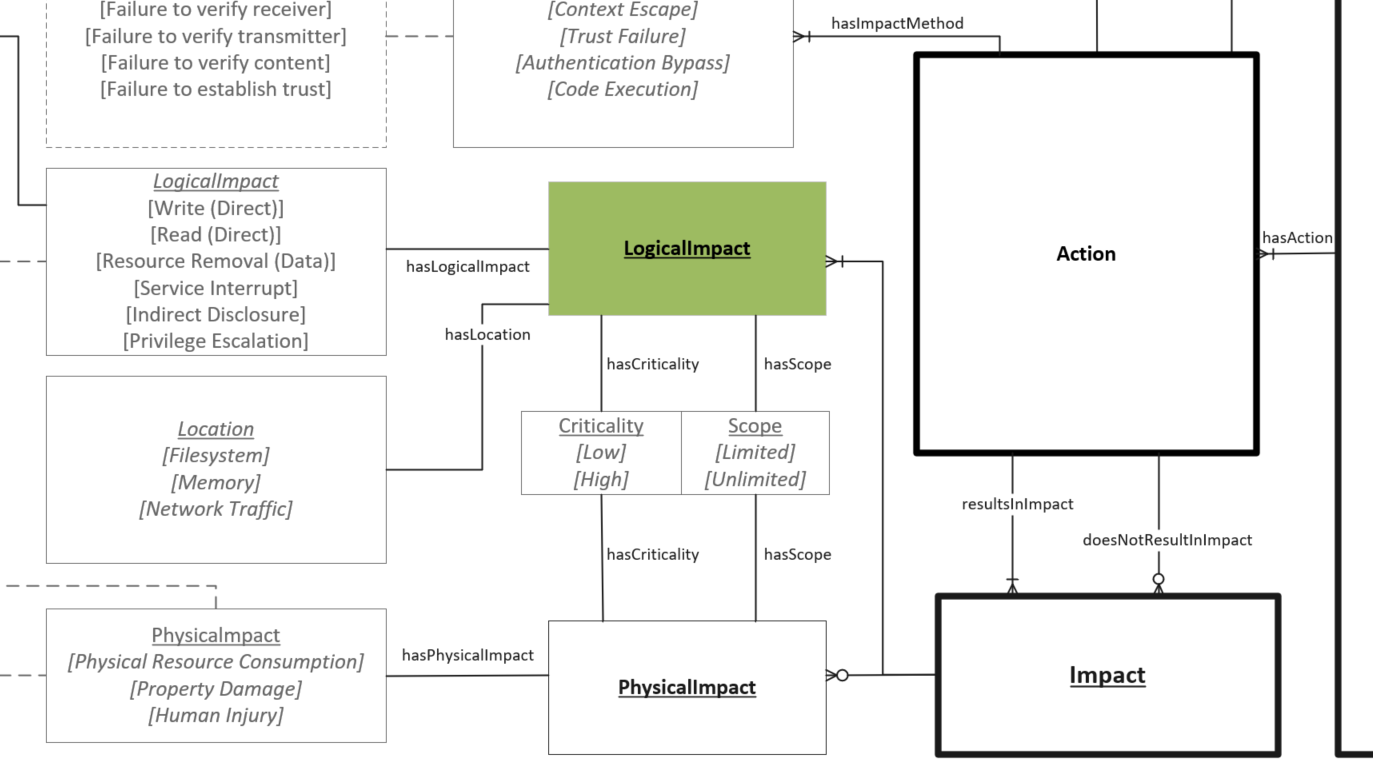 [Failure to verify receiver]
[Failure to verify transmitter]
[Failure to verify content]
[Failure to establish trust]
[Context Escape]
[Trust Failure]
[Authentication Bypass]
[Code Execution]
hasImpactMethod
Action
hasAction
LogicalImpact
[Write (Direct)]
[Read (Direct)]
[Resource Removal (Data)]
[Service Interrupt]
[Indirect Disclosure]
[Privilege Escalation]
hasLogicalImpact
LogicalImpact
hasLocation
Location
[Filesystem]
[Memory]
[Network Traffic]
hasCriticality
hasScope
Criticality
[Low]
[High]
Scope
[Limited]
[Unlimited]
hasCriticality
hasScope
resultsInImpact
doesNotResultInImpact
PhysicaImpact
[Physical Resource Consumption]
[Property Damage]
[Human Injury]
hasPhysicalImpact
PhysicalImpact
Impact